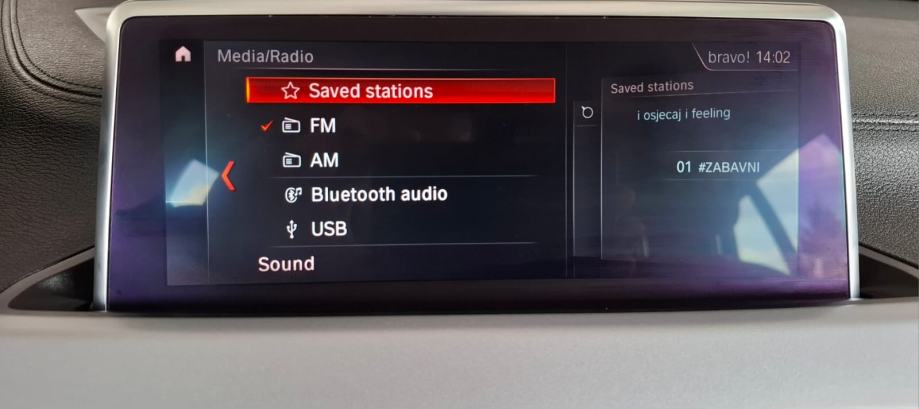 Media/Radio
bravo! 14:02
Saved stations
FM
AM
Bluetooth audio
USB
Sound
Saved stations
i osjecaj i feeling
01 #ZABAVNI